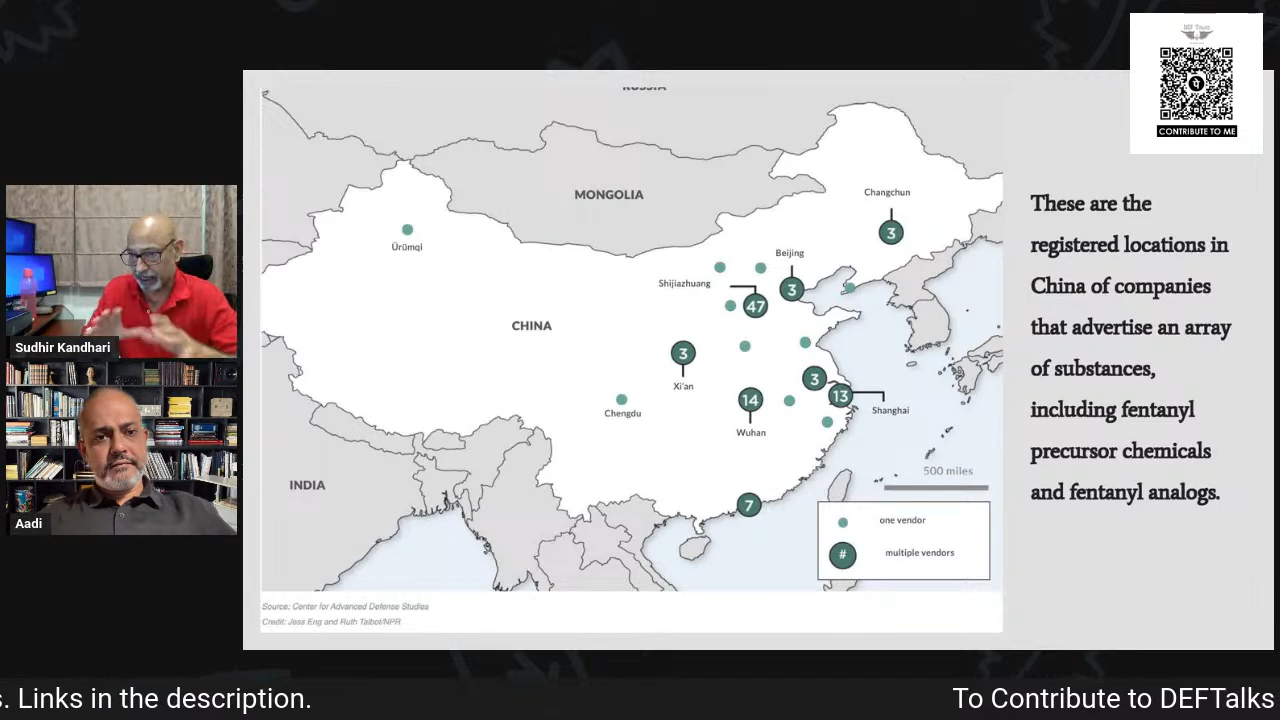 CONTRIBUTE TO ME
Sudhir Kandhari
Aadi
RUSSIA
MONGOLIA
Changchun
3
Ürümqi
Beijing
3
Shijiazhuang
47
CHINA
3
Xi'an
3
13
Shanghai
Chengdu
14
Wuhan
INDIA
500 miles
7
one vendor
#
multiple vendors
Source: Center for Advanced Defense Studies
Credit: Jess Eng and Ruth Talbot/NPR
These are the
registered locations in
China of companies
that advertise an array
of substances,
including fentanyl
precursor chemicals
and fentanyl analogs.
s. Links in the description.
To Contribute to DEFTalks